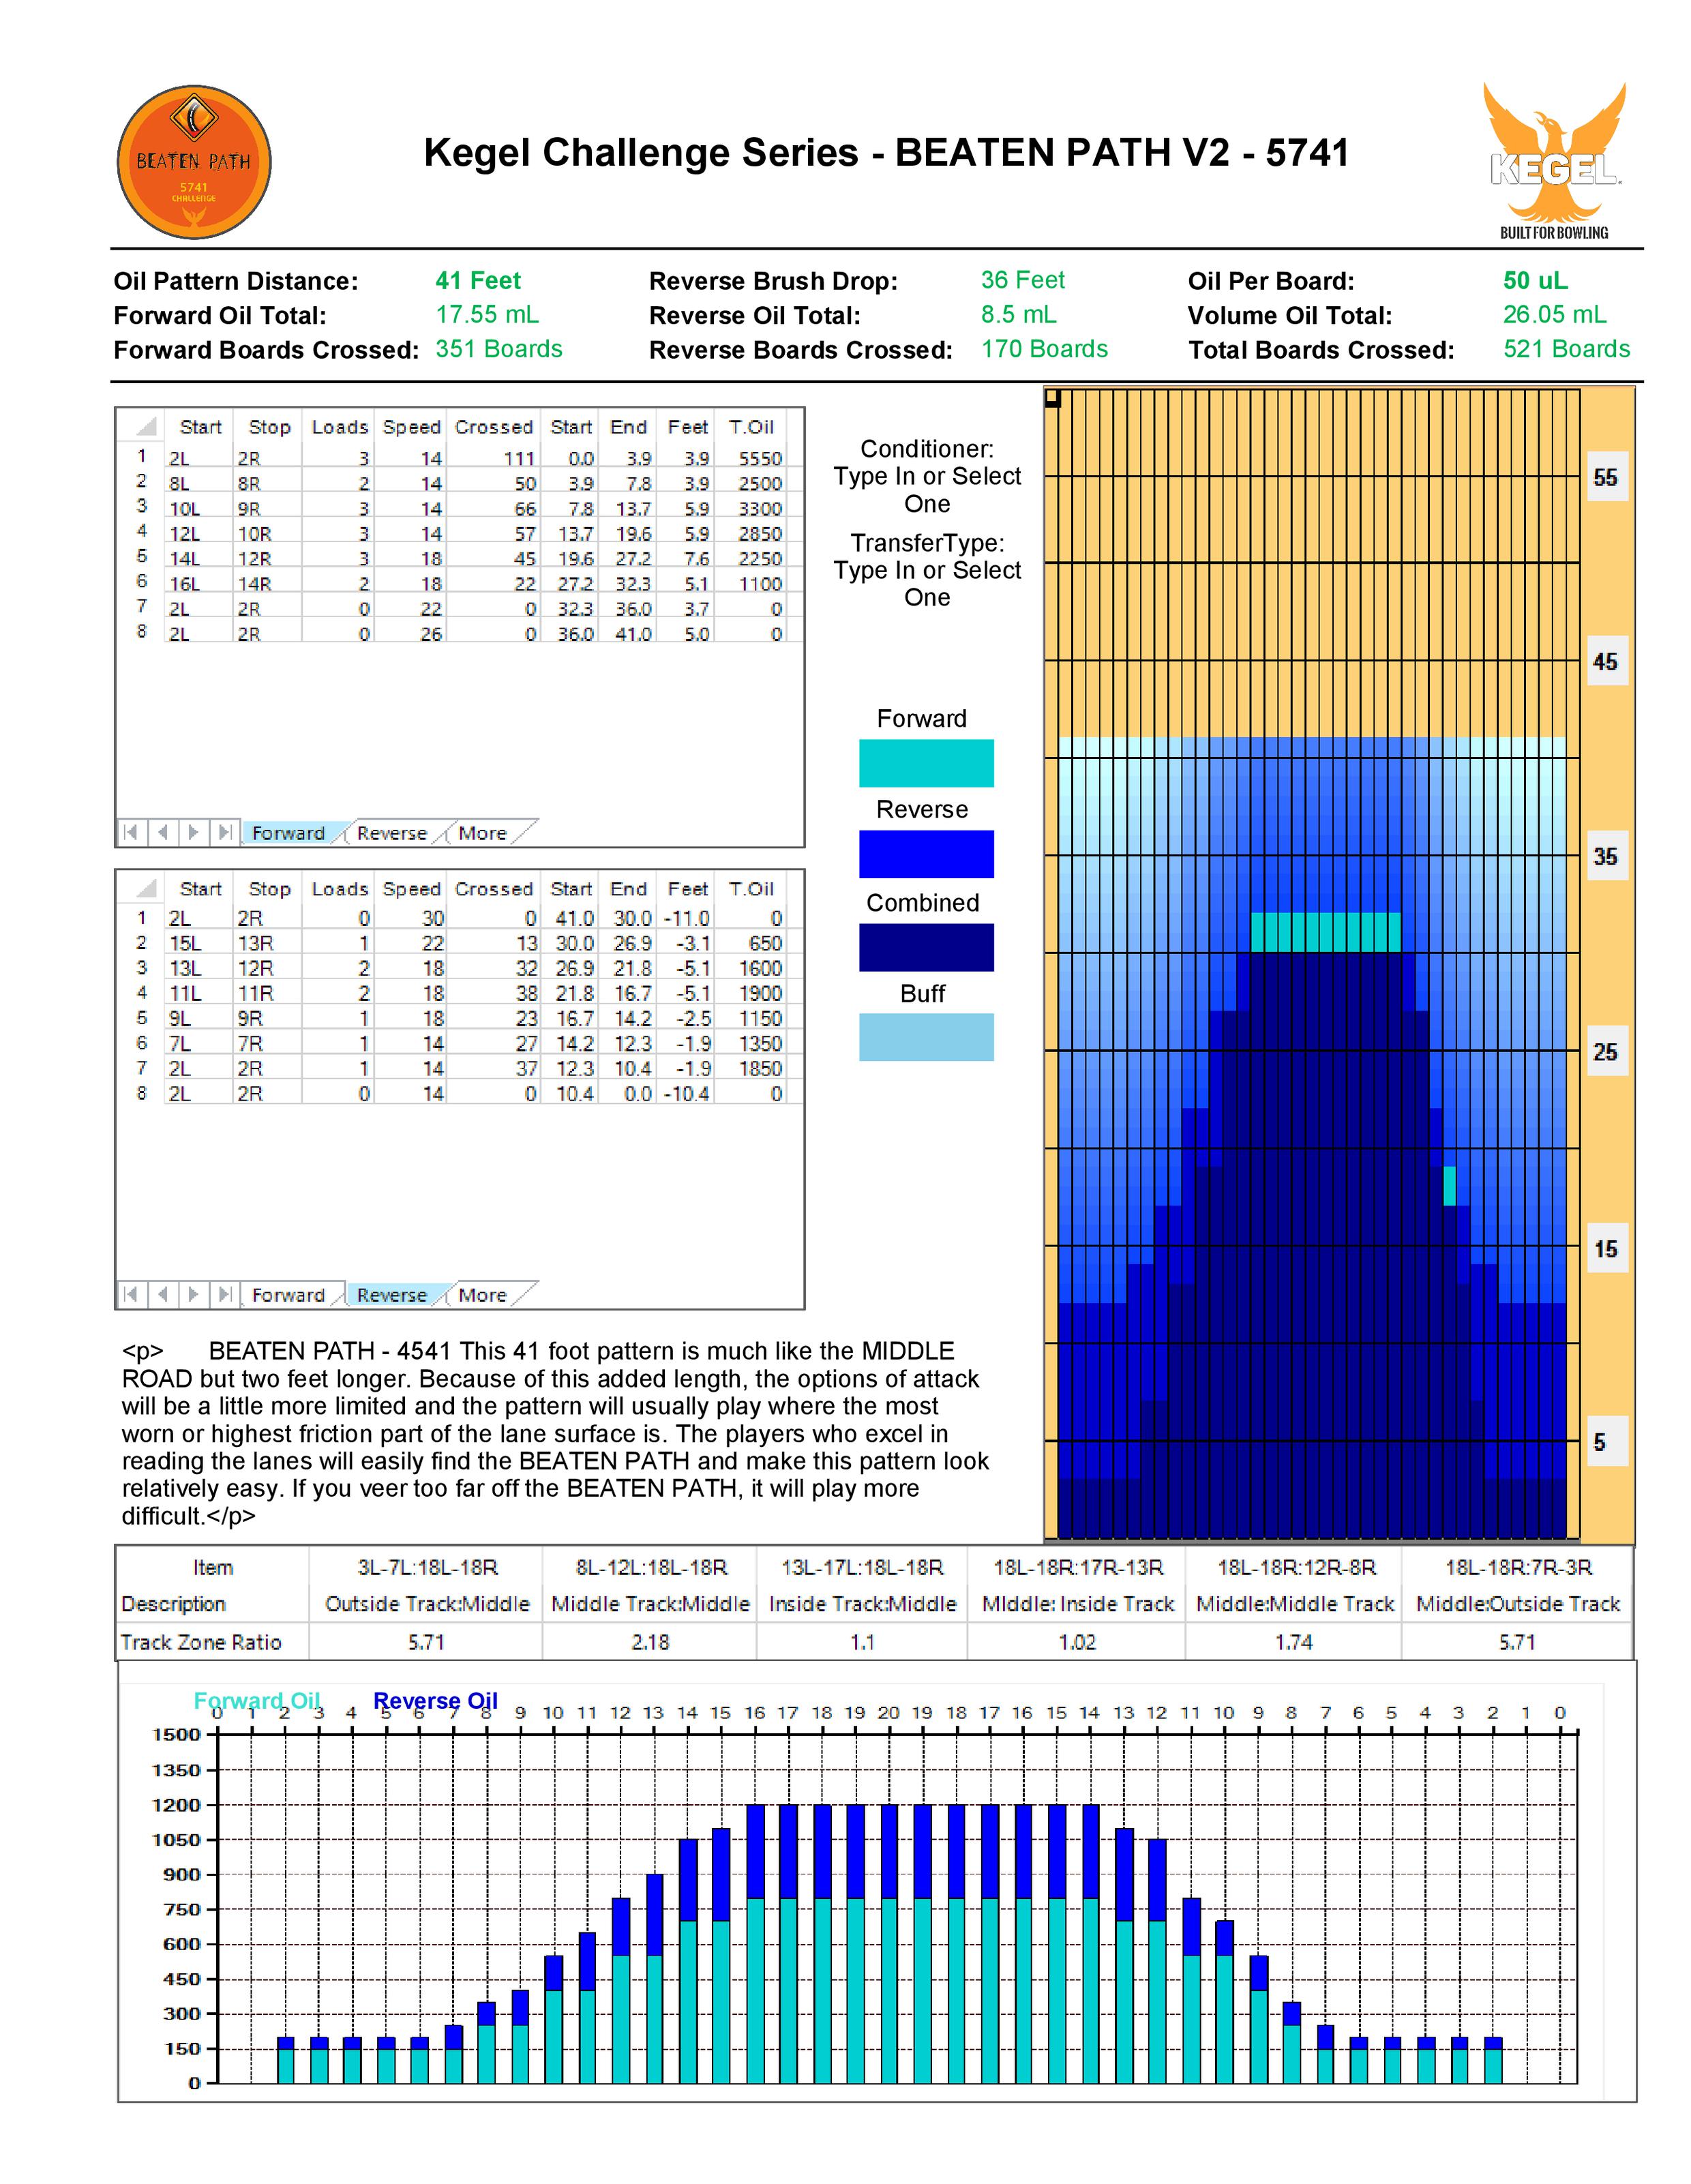 BEATEN PATH
5741
CHALLENGE
Kegel Challenge Series - BEATEN PATH V2 - 5741
KEGEL
BUILT FOR BOWLING
Oil Pattern Distance: 41 Feet Reverse Brush Drop: 36 Feet Oil Per Board: 50 uL
Forward Oil Total: 17.55 mL Reverse Oil Total: 8.5 mL Volume Oil Total: 26.05 mL
Forward Boards Crossed: 351 Boards Reverse Boards Crossed: 170 Boards Total Boards Crossed: 521 Boards
Start Stop Loads Speed Crossed Start End Feet T.Oil
1 2L 2R 3 14 111 0.0 3.9 3.9 5550
2 8L 8R 2 14 50 3.9 7.8 3.9 2500
3 10L 9R 3 14 66 7.8 13.7 5.9 3300
4 12L 10R 3 14 57 13.7 19.6 5.9 2850
5 14L 12R 3 18 45 19.6 27.2 7.6 2250
6 16L 14R 2 18 22 27.2 32.3 5.1 1100
7 2L 2R 0 22 0 32.3 36.0 3.7 0
8 2L 2R 0 26 0 36.0 41.0 5.0 0
Forward Reverse More
Start Stop Loads Speed Crossed Start End Feet T.Oil
1 2L 2R 0 30 0 41.0 30.0 -11.0 0
2 15L 13R 1 22 13 30.0 26.9 -3.1 650
3 13L 12R 2 18 32 26.9 21.8 -5.1 1600
4 11L 11R 2 18 38 21.8 16.7 -5.1 1900
5 9L 9R 1 18 23 16.7 14.2 -2.5 1150
6 7L 7R 1 14 27 14.2 12.3 -1.9 1350
7 2L 2R 1 14 37 12.3 10.4 -1.9 1850
8 2L 2R 0 14 0 10.4 0.0 -10.4 0
Forward Reverse More
Conditioner:
Type In or Select
One
TransferType:
Type In or Select
One
Forward
Reverse
Combined
Buff
55
45
35
25
15
5
<p> BEATEN PATH - 4541 This 41 foot pattern is much like the MIDDLE
ROAD but two feet longer. Because of this added length, the options of attack
will be a little more limited and the pattern will usually play where the most
worn or highest friction part of the lane surface is. The players who excel in
reading the lanes will easily find the BEATEN PATH and make this pattern look
relatively easy. If you veer too far off the BEATEN PATH, it will play more
difficult.</p>
Item 3L-7L:18L-18R 8L-12L:18L-18R 13L-17L:18L-18R 18L-18R:17R-13R 18L-18R:12R-8R 18L-18R:7R-3R
Description Outside Track:Middle Middle Track:Middle Inside Track:Middle MIddle: Inside Track Middle:Middle Track Middle:Outside Track
Track Zone Ratio 5.71 2.18 1.1 1.02 1.74 5.71
Forward Oil Reverse Oil
0 1 2 3 4 5 6 7 8 9 10 11 12 13 14 15 16 17 18 19 20 19 18 17 16 15 14 13 12 11 10 9 8 7 6 5 4 3 2 1 0
1500
1350
1200
1050
900
750
600
450
300
150
0